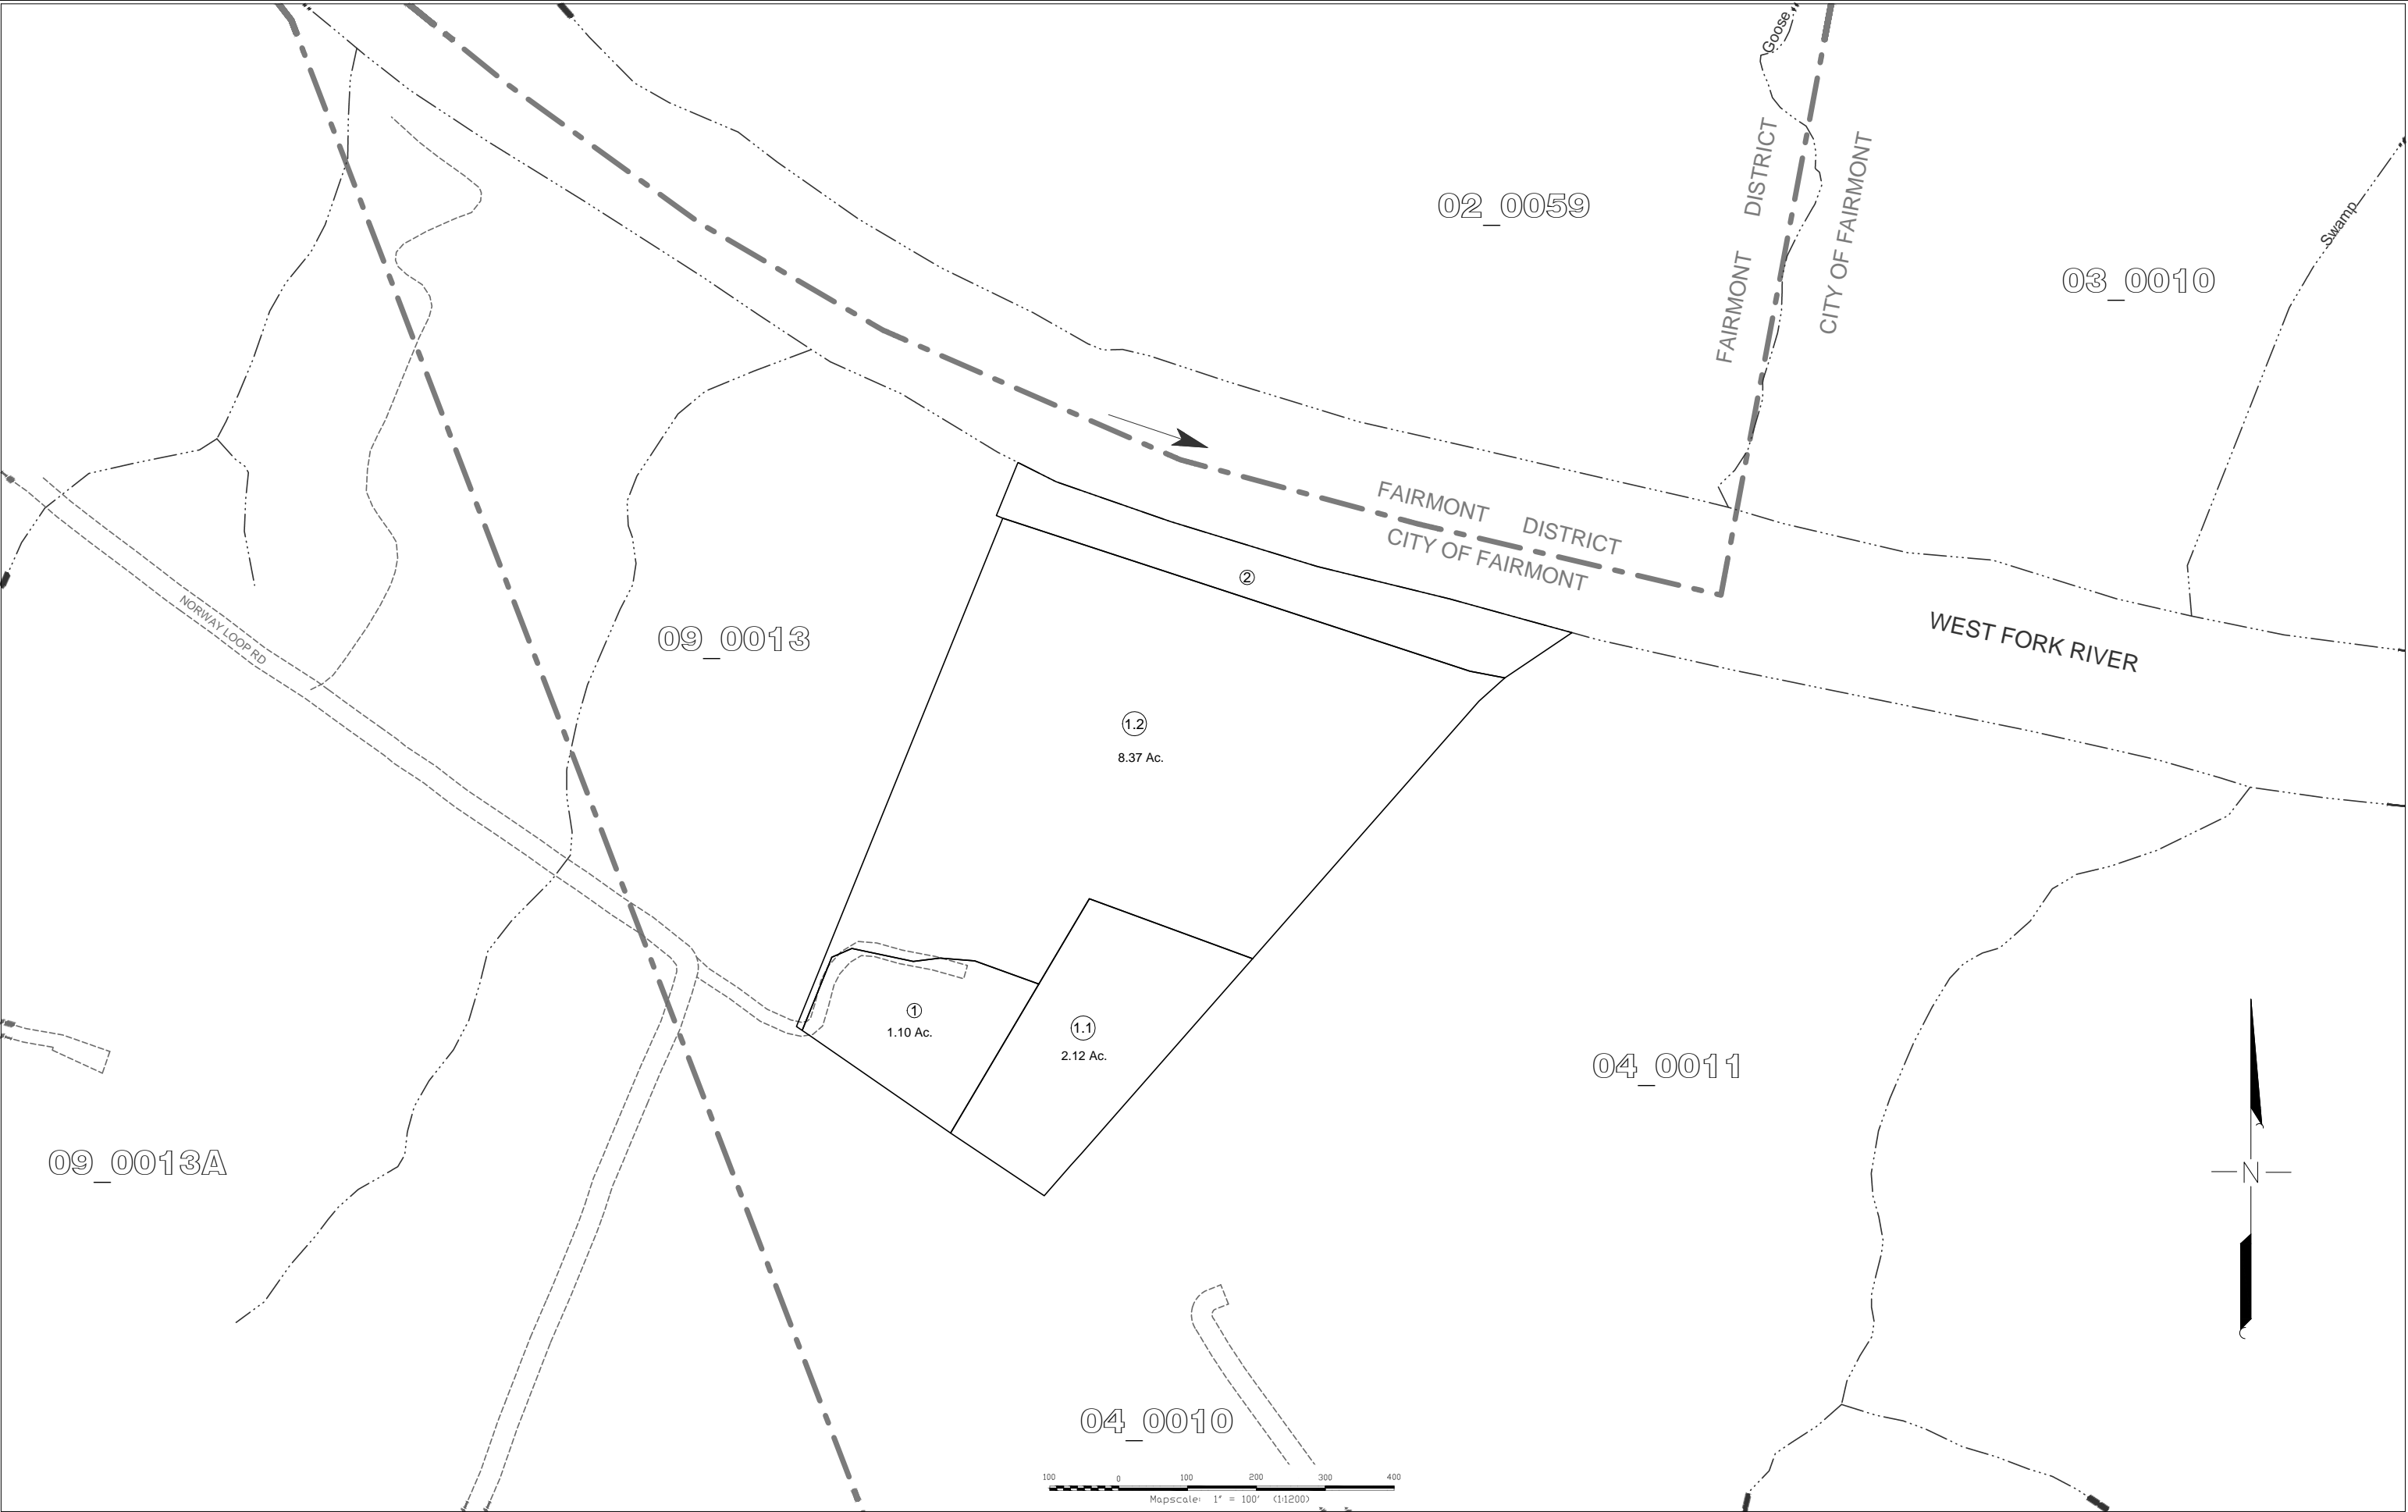 Goose
FAIRMONT DISTRICT
CITY OF FAIRMONT
02_0059
Swamp
03_0010
FAIRMONT DISTRICT
CITY OF FAIRMONT
2
NORWAY LOOP RD
09_0013
WEST FORK RIVER
1.2
8.37 Ac.
1
1.10 Ac.
1.1
2.12 Ac.
04_0011
09_0013A
N
04_0010
100 0 100 200 300 400
Mapscale: 1" = 100' (1:1200)